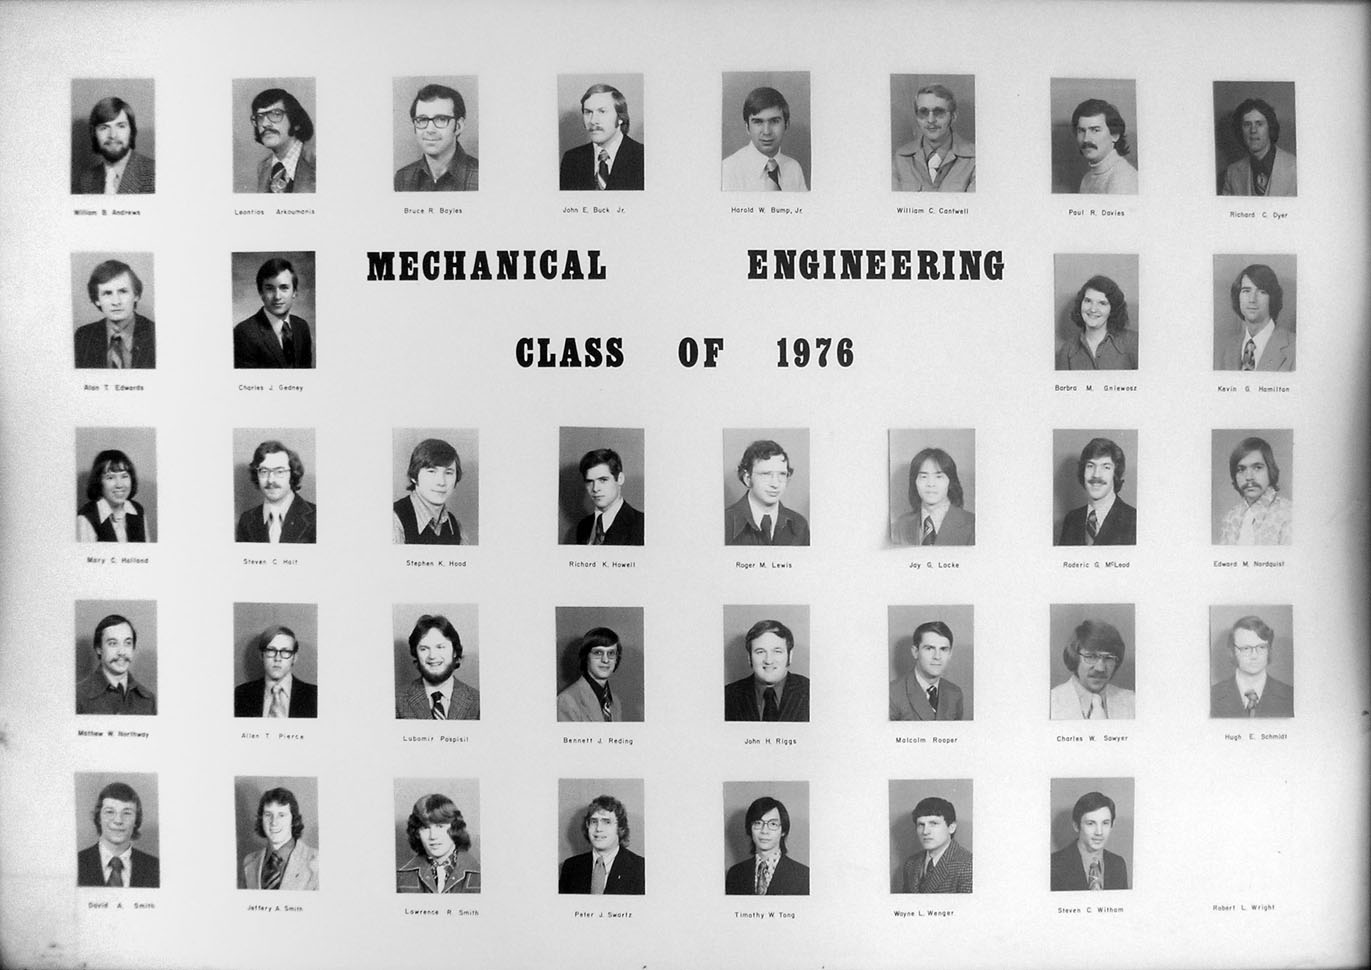 William B. Andrews
Leontios Arkoumanis
Bruce R. Bayles
John E. Buck Jr.
Harold W. Bump, Jr.
William C. Cantwell
Paul R. Davies
Richard C. Dyer
MECHANICAL ENGINEERING
CLASS OF 1976
Alan T. Edwards
Charles J. Gedney
Barbra M. Gniewosz
Kevin G. Hamilton
Mary C. Holland
Steven C. Holt
Stephen K. Hood
Richard K. Howell
Roger M. Lewis
Jay G. Locke
Roderic G. McLeod
Edward M. Nordquist
Mathew W. Northway
Allen T. Pierce
Lubomir Pospisil
Bennett J. Reding
John H. Riggs
Malcolm Rooper
Charles W. Sawyer
Hugh E. Schmidt
David A. Smith
Jeffery A. Smith
Lawrence R. Smith
Peter J. Swartz
Timothy W. Tong
Wayne L. Wenger
Steven C. Witham
Robert L. Wright